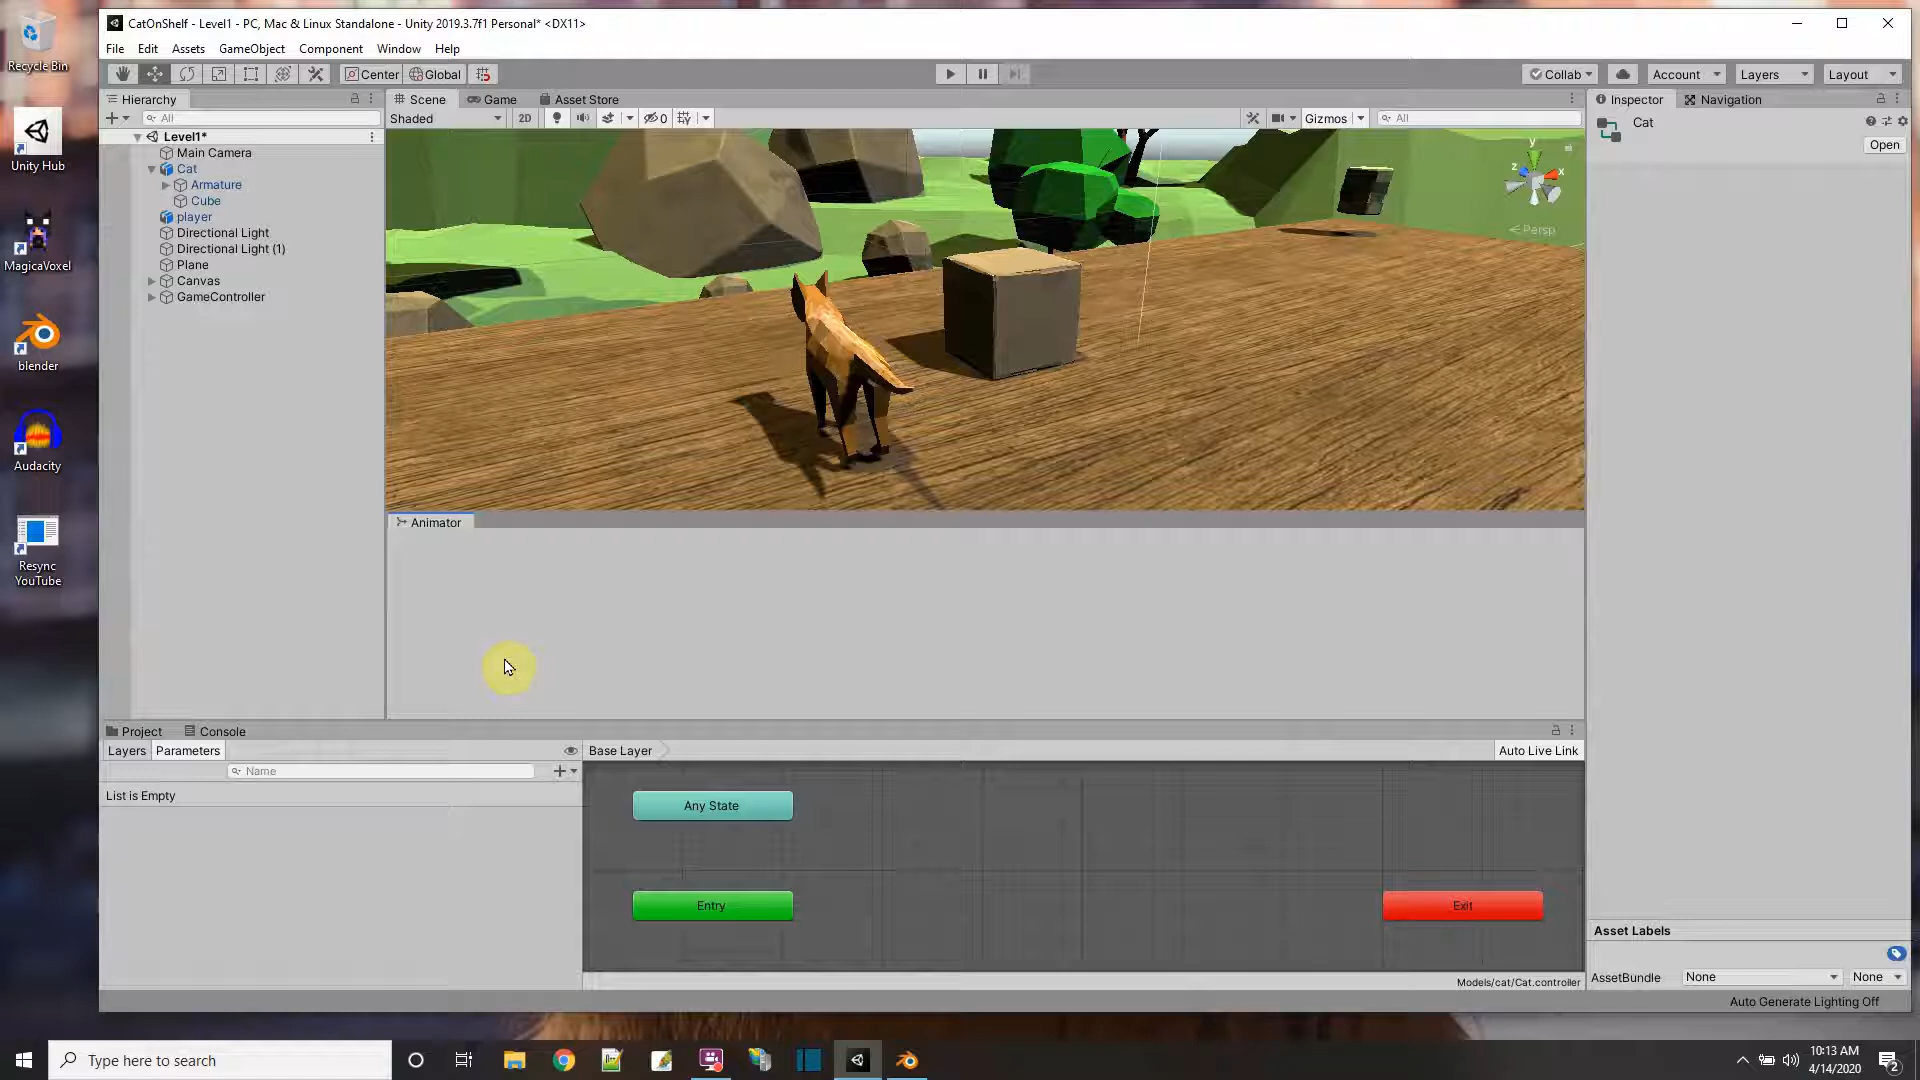 CatOnShelf - Level1 - PC, Mac & Linux Standalone - Unity 2019.3.7f1 Personal* <DX11>
File Edit Assets GameObject Component Window Help
Center Global Collab Account Layers Layout
Hierarchy Scene Game Asset Store Inspector Navigation
All Shaded 2D 0 Gizmos All Cat
Open
Level1*
Main Camera
Cat
Armature
Cube
player
Directional Light
Directional Light (1)
Plane
Canvas
GameController
y
z x
Persp
Animator
Project Console
Layers Parameters Base Layer Auto Live Link
Name
List is Empty
Any State
Entry Exit
Asset Labels
AssetBundle None None
Models/cat/Cat.controller
Auto Generate Lighting Off
Recycle Bin
Unity Hub
MagicaVoxel
blender
Audacity
Resync
YouTube
Type here to search
10:13 AM
4/14/2020
2